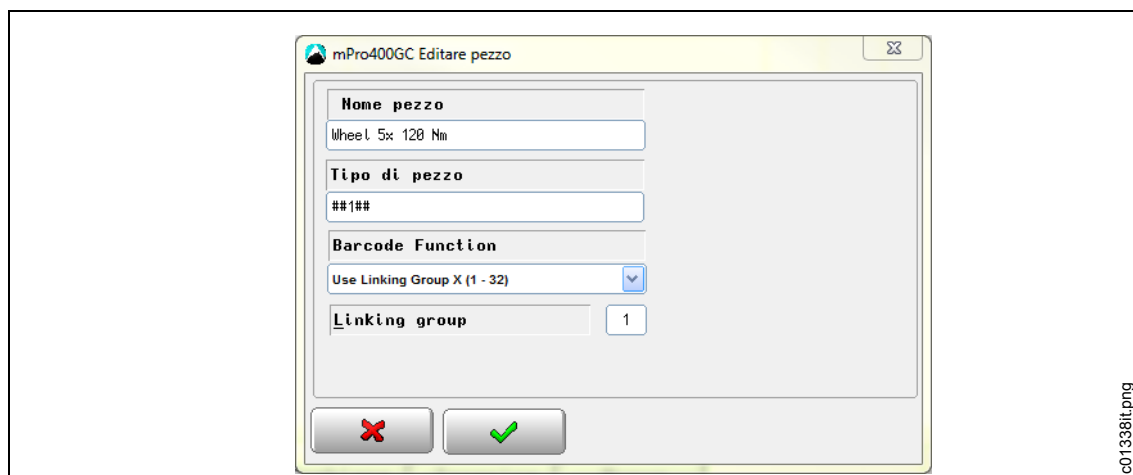 mPro400GC Editare pezzo
Nome pezzo
Wheel 5x 120 Nm
Tipo di pezzo
##1##
Barcode Function
Use Linking Group X (1 - 32)
Linking group 1
c01338it.png